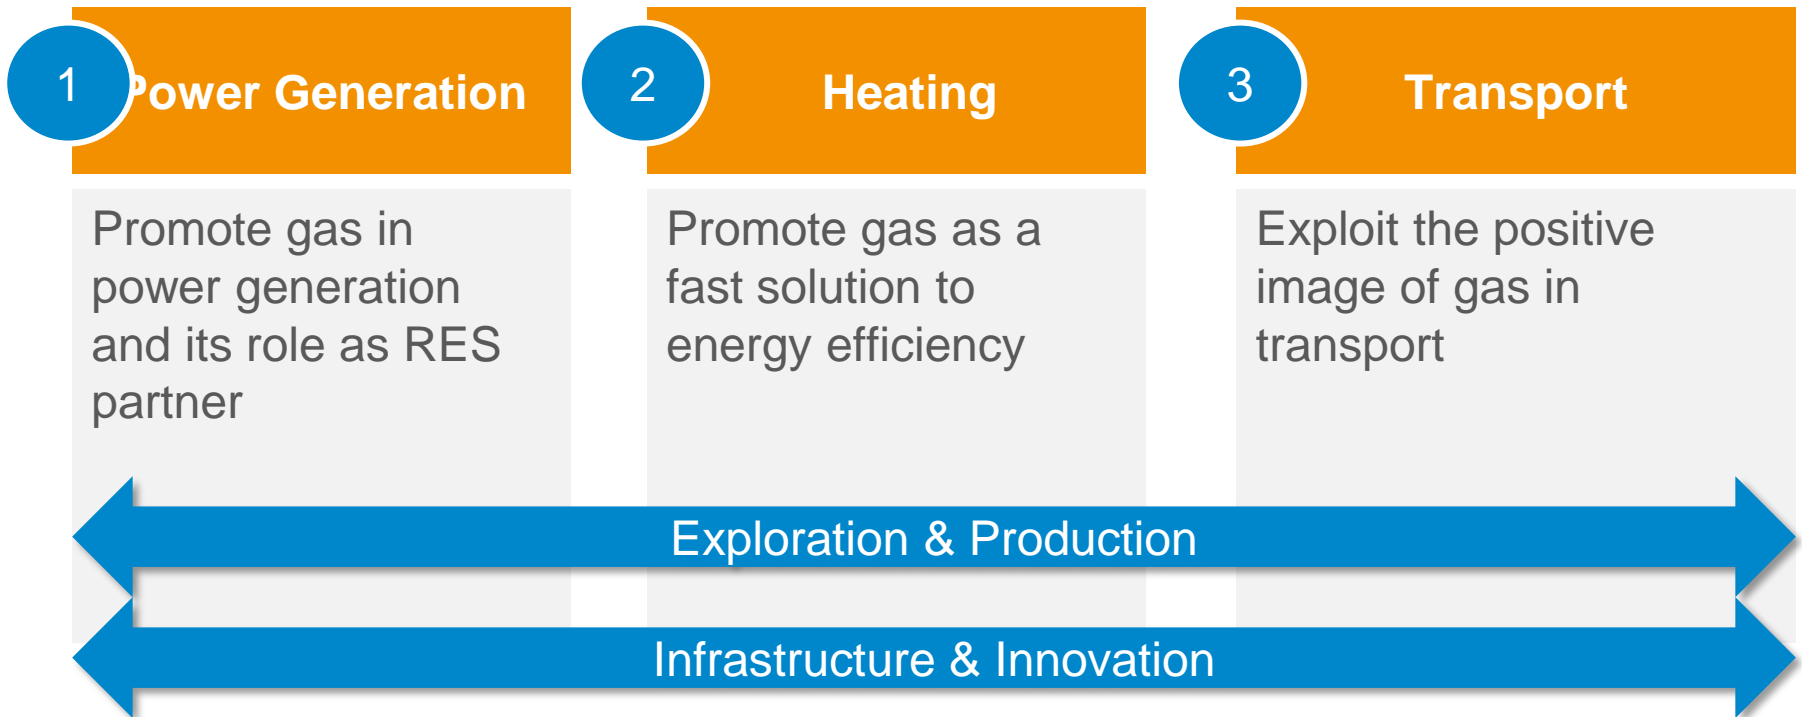 1
Power Generation
2
Heating
3
Transport
Promote gas in
power generation
and its role as RES
partner
Promote gas as a
fast solution to
energy efficiency
Exploit the positive
image of gas in
transport
Exploration & Production
Infrastructure & Innovation